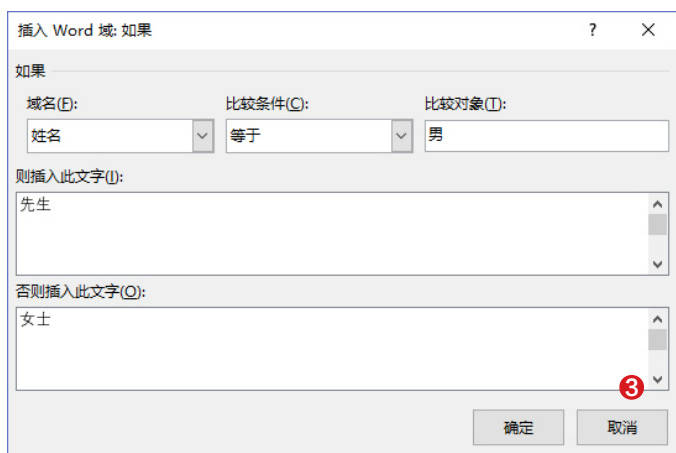 插入 Word 域: 如果
?
如果
域名(F): 比较条件(C): 比较对象(T):
姓名 等于 男
则插入此文字(I):
先生
否则插入此文字(O):
女士
3
确定 取消